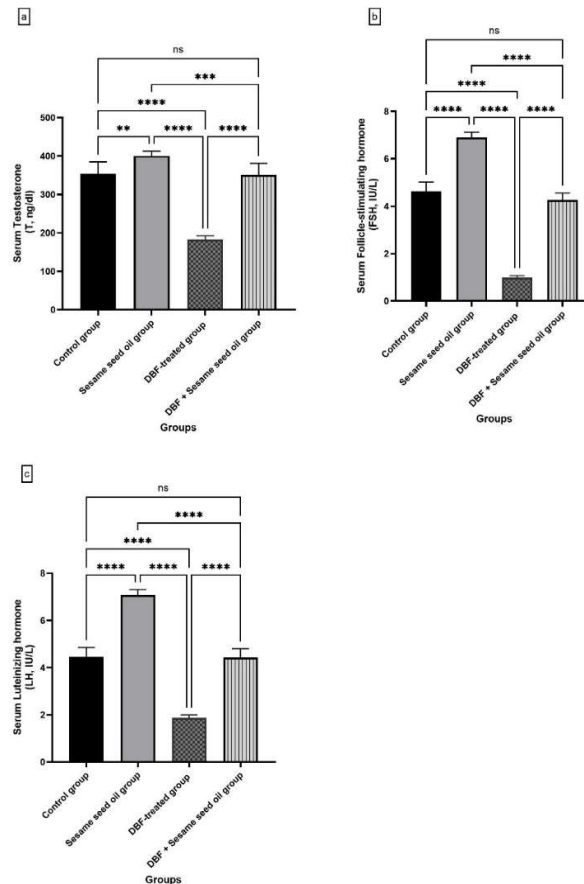 a
ns
***
****
** **** ****
500
400
300
200
100
0
Serum Testosterone
(T, ng/dl)
Control group
Sesame seed oil group
DBF-treated group
DBF + Sesame seed oil group
Groups
b
ns
****
****
**** **** ****
8
6
4
2
0
Serum Follicle-stimulating hormone
(FSH, IU/L)
Control group
Sesame seed oil group
DBF-treated group
DBF + Sesame seed oil group
Groups
c
ns
****
****
**** **** ****
8
6
4
2
0
Serum Luteinizing hormone
(LH, IU/L)
Control group
Sesame seed oil group
DBF-treated group
DBF + Sesame seed oil group
Groups